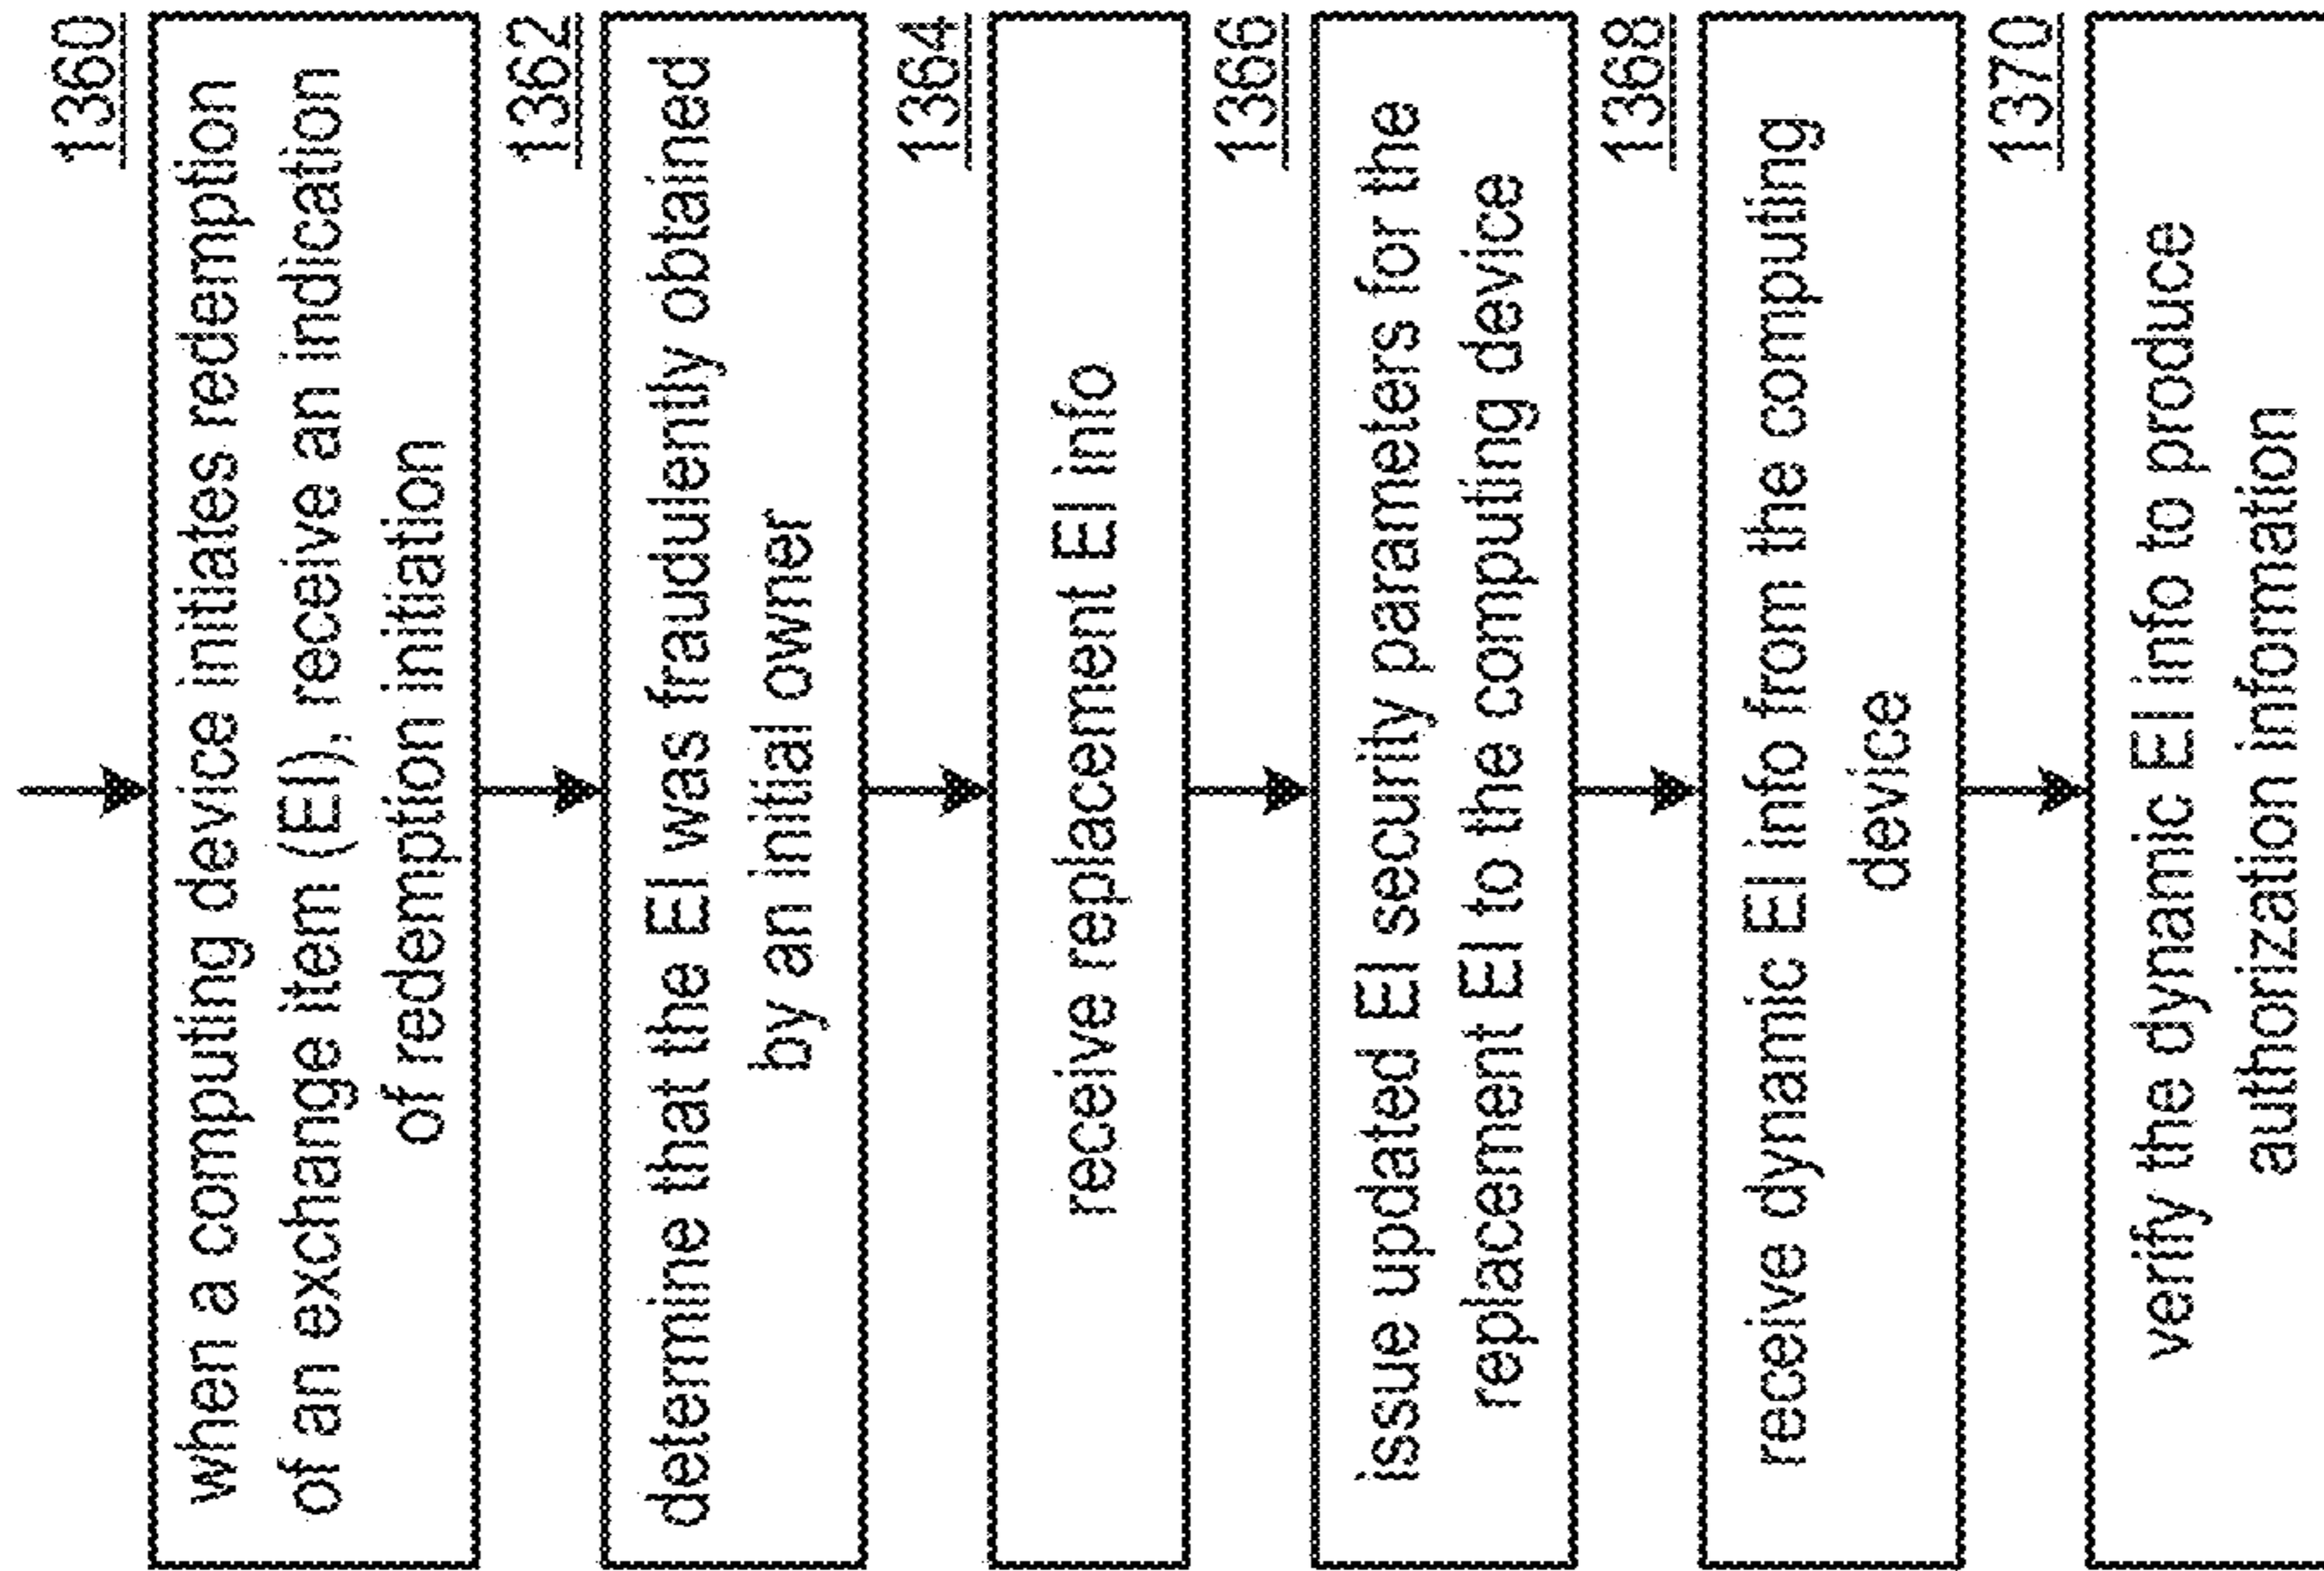 1360
when a computing device initiates redemption
of an exchange item (EI), receive an indication
of redemption initiation
1362
determine that the EI was fraudulently obtained
by an initial owner
1364
receive replacement EI info
1366
issue updated EI security parameters for the
replacement EI to the computing device
1368
receive dynamic EI info from the computing
device
1370
verify the dynamic EI info to produce
authorization information